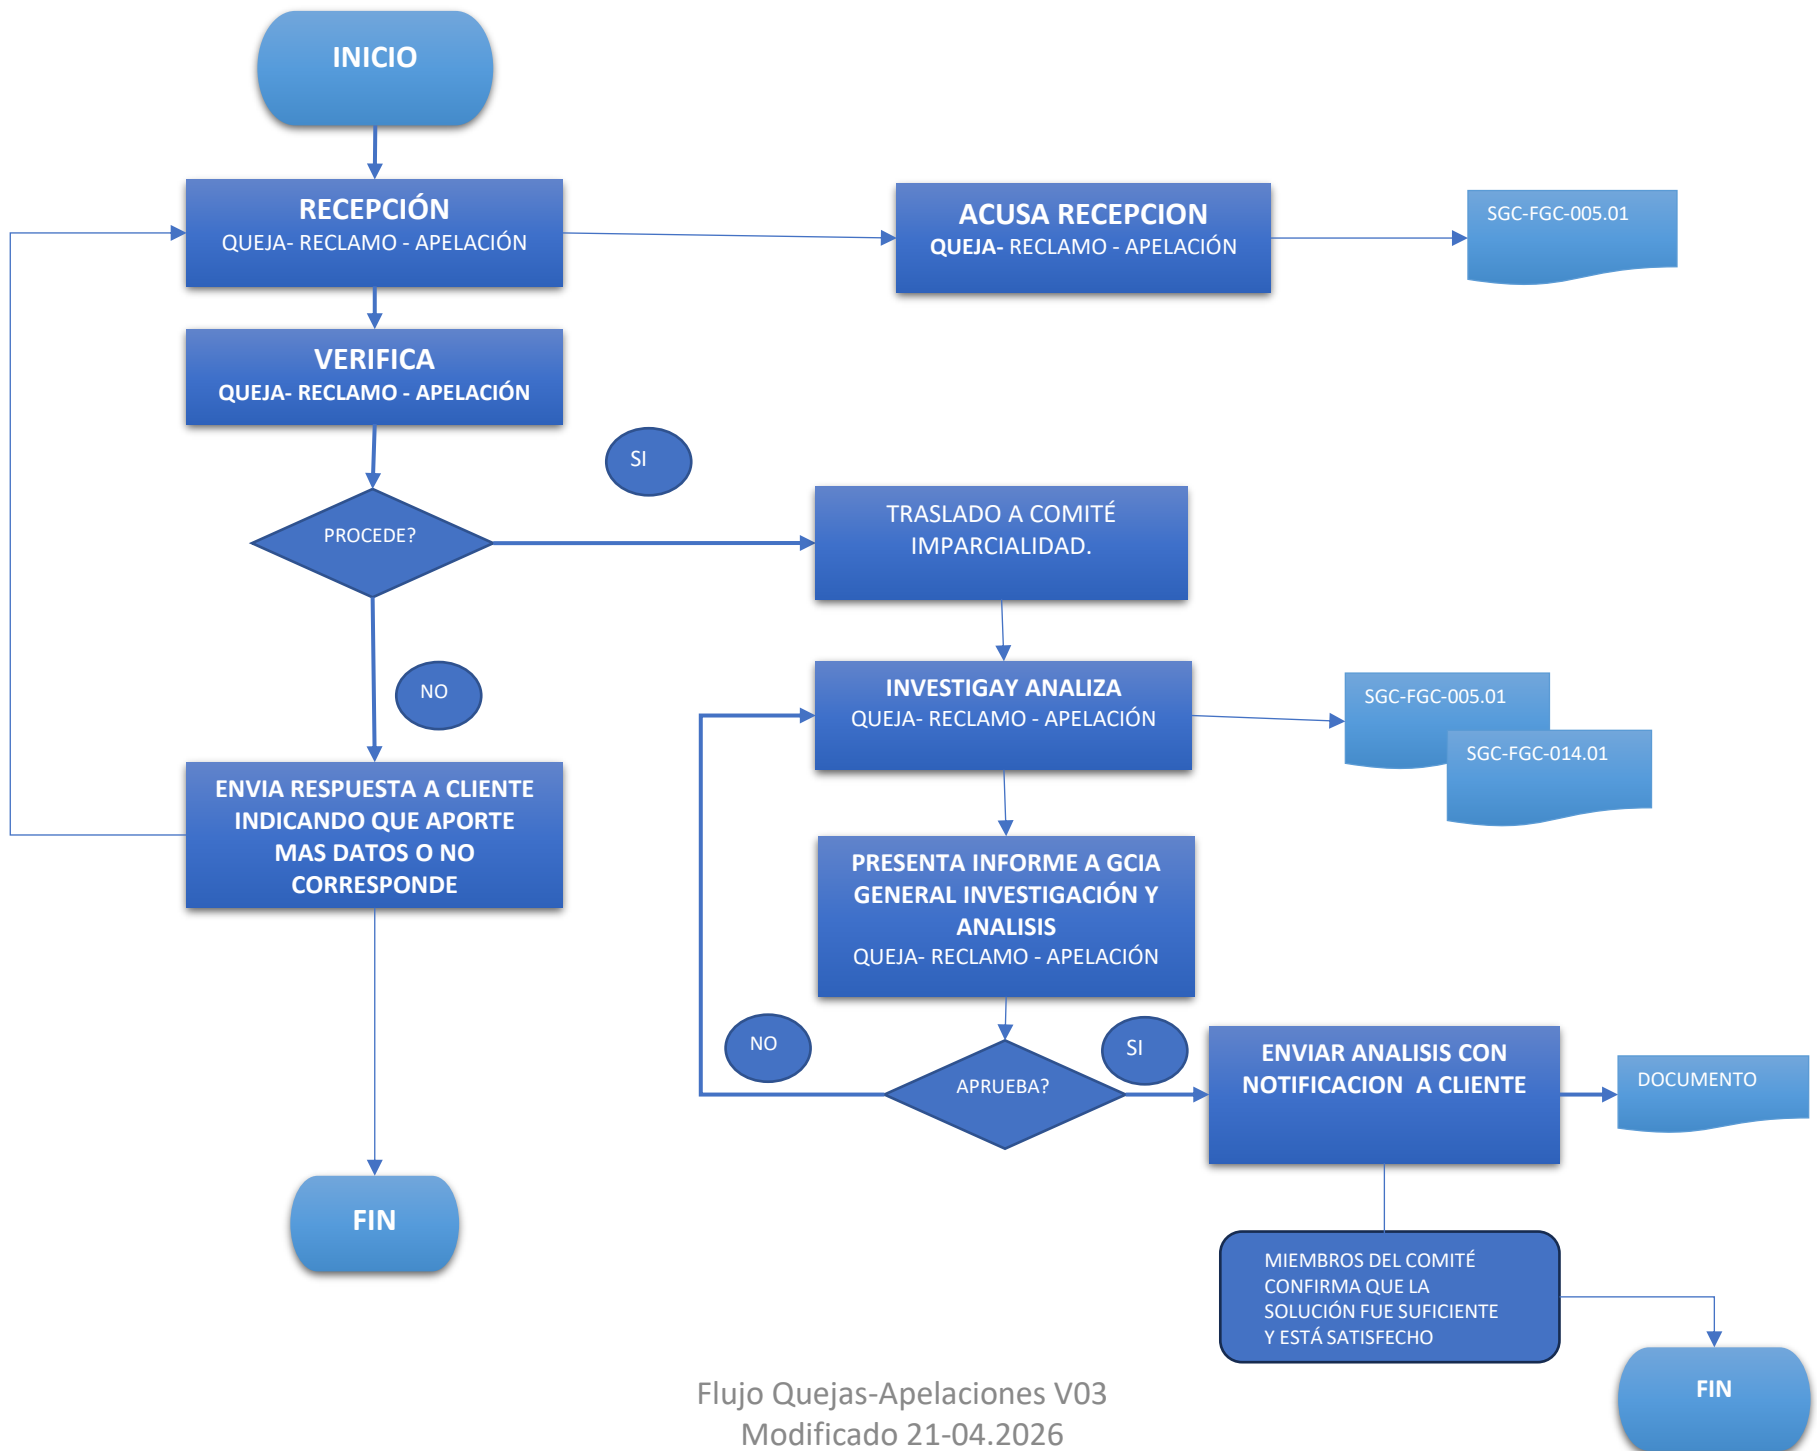 INICIO
RECEPCIÓN
QUEJA- RECLAMO - APELACIÓN
ACUSA RECEPCION
QUEJA- RECLAMO - APELACIÓN
SGC-FGC-005.01
VERIFICA
QUEJA- RECLAMO - APELACIÓN
SI
PROCEDE?
TRASLADO A COMITÉ
IMPARCIALIDAD.
NO
INVESTIGAY ANALIZA
QUEJA- RECLAMO - APELACIÓN
SGC-FGC-005.01
SGC-FGC-014.01
ENVIA RESPUESTA A CLIENTE
INDICANDO QUE APORTE
MAS DATOS O NO
CORRESPONDE
PRESENTA INFORME A GCIA
GENERAL INVESTIGACIÓN Y
ANALISIS
QUEJA- RECLAMO - APELACIÓN
NO
SI
APRUEBA?
ENVIAR ANALISIS CON
NOTIFICACION  A CLIENTE
DOCUMENTO
FIN
MIEMBROS DEL COMITÉ
CONFIRMA QUE LA
SOLUCIÓN FUE SUFICIENTE
Y ESTÁ SATISFECHO
FIN
Flujo Quejas-Apelaciones V03
Modificado 21-04.2026